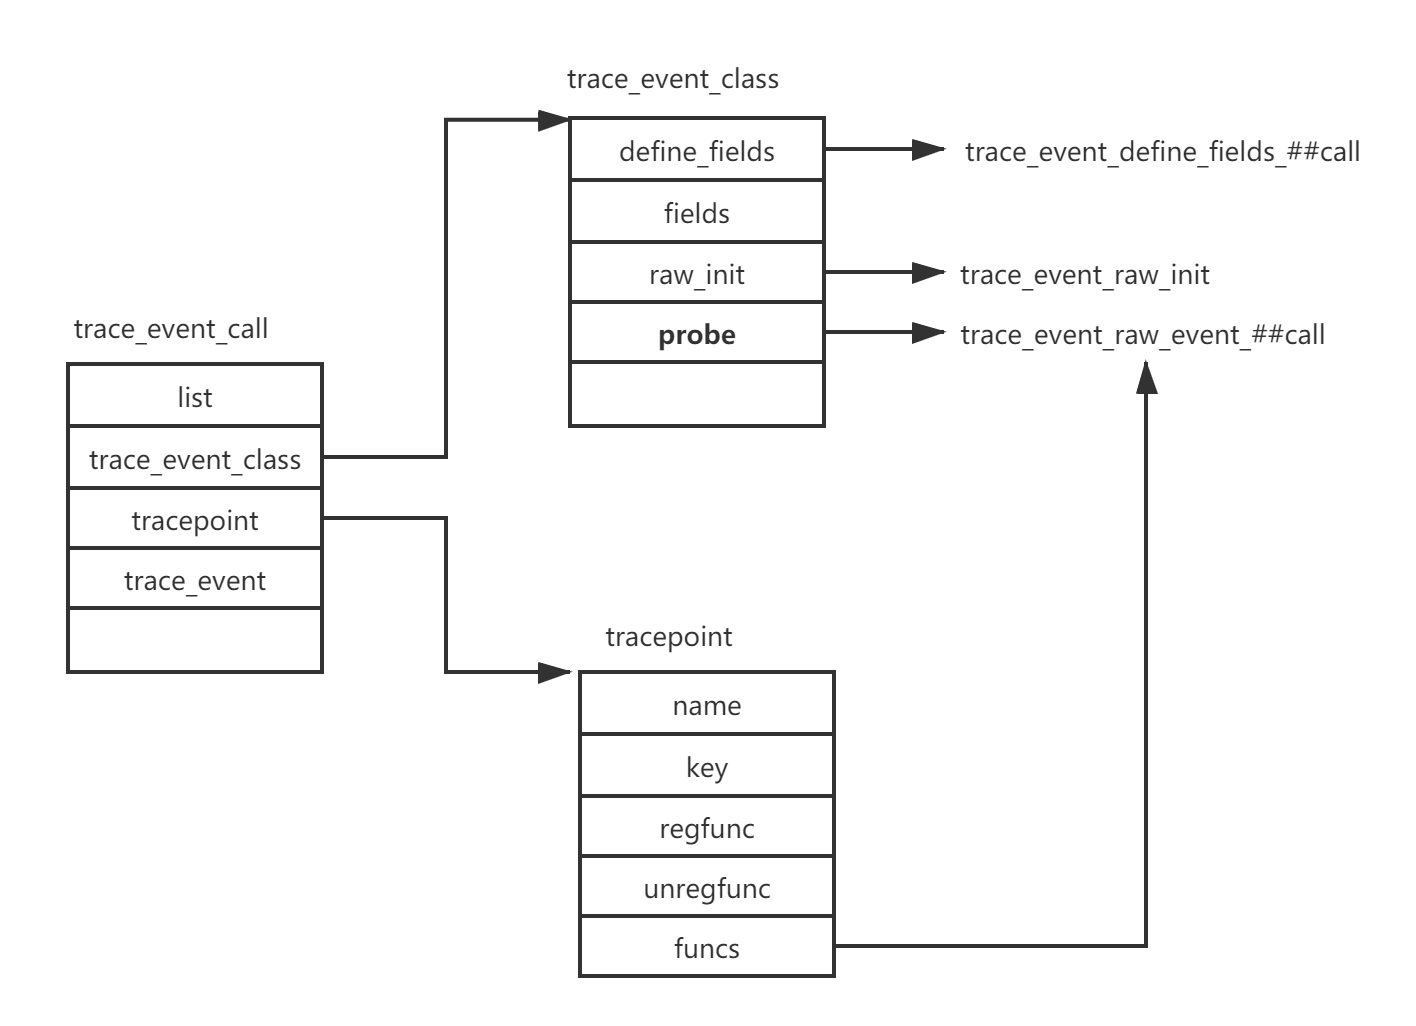 trace_event_class
define_fields
trace_event_define_fields_##call
fields
raw_init
trace_event_raw_init
probe
trace_event_raw_event_##call
trace_event_call
list
trace_event_class
tracepoint
trace_event
tracepoint
name
key
regfunc
unregfunc
funcs